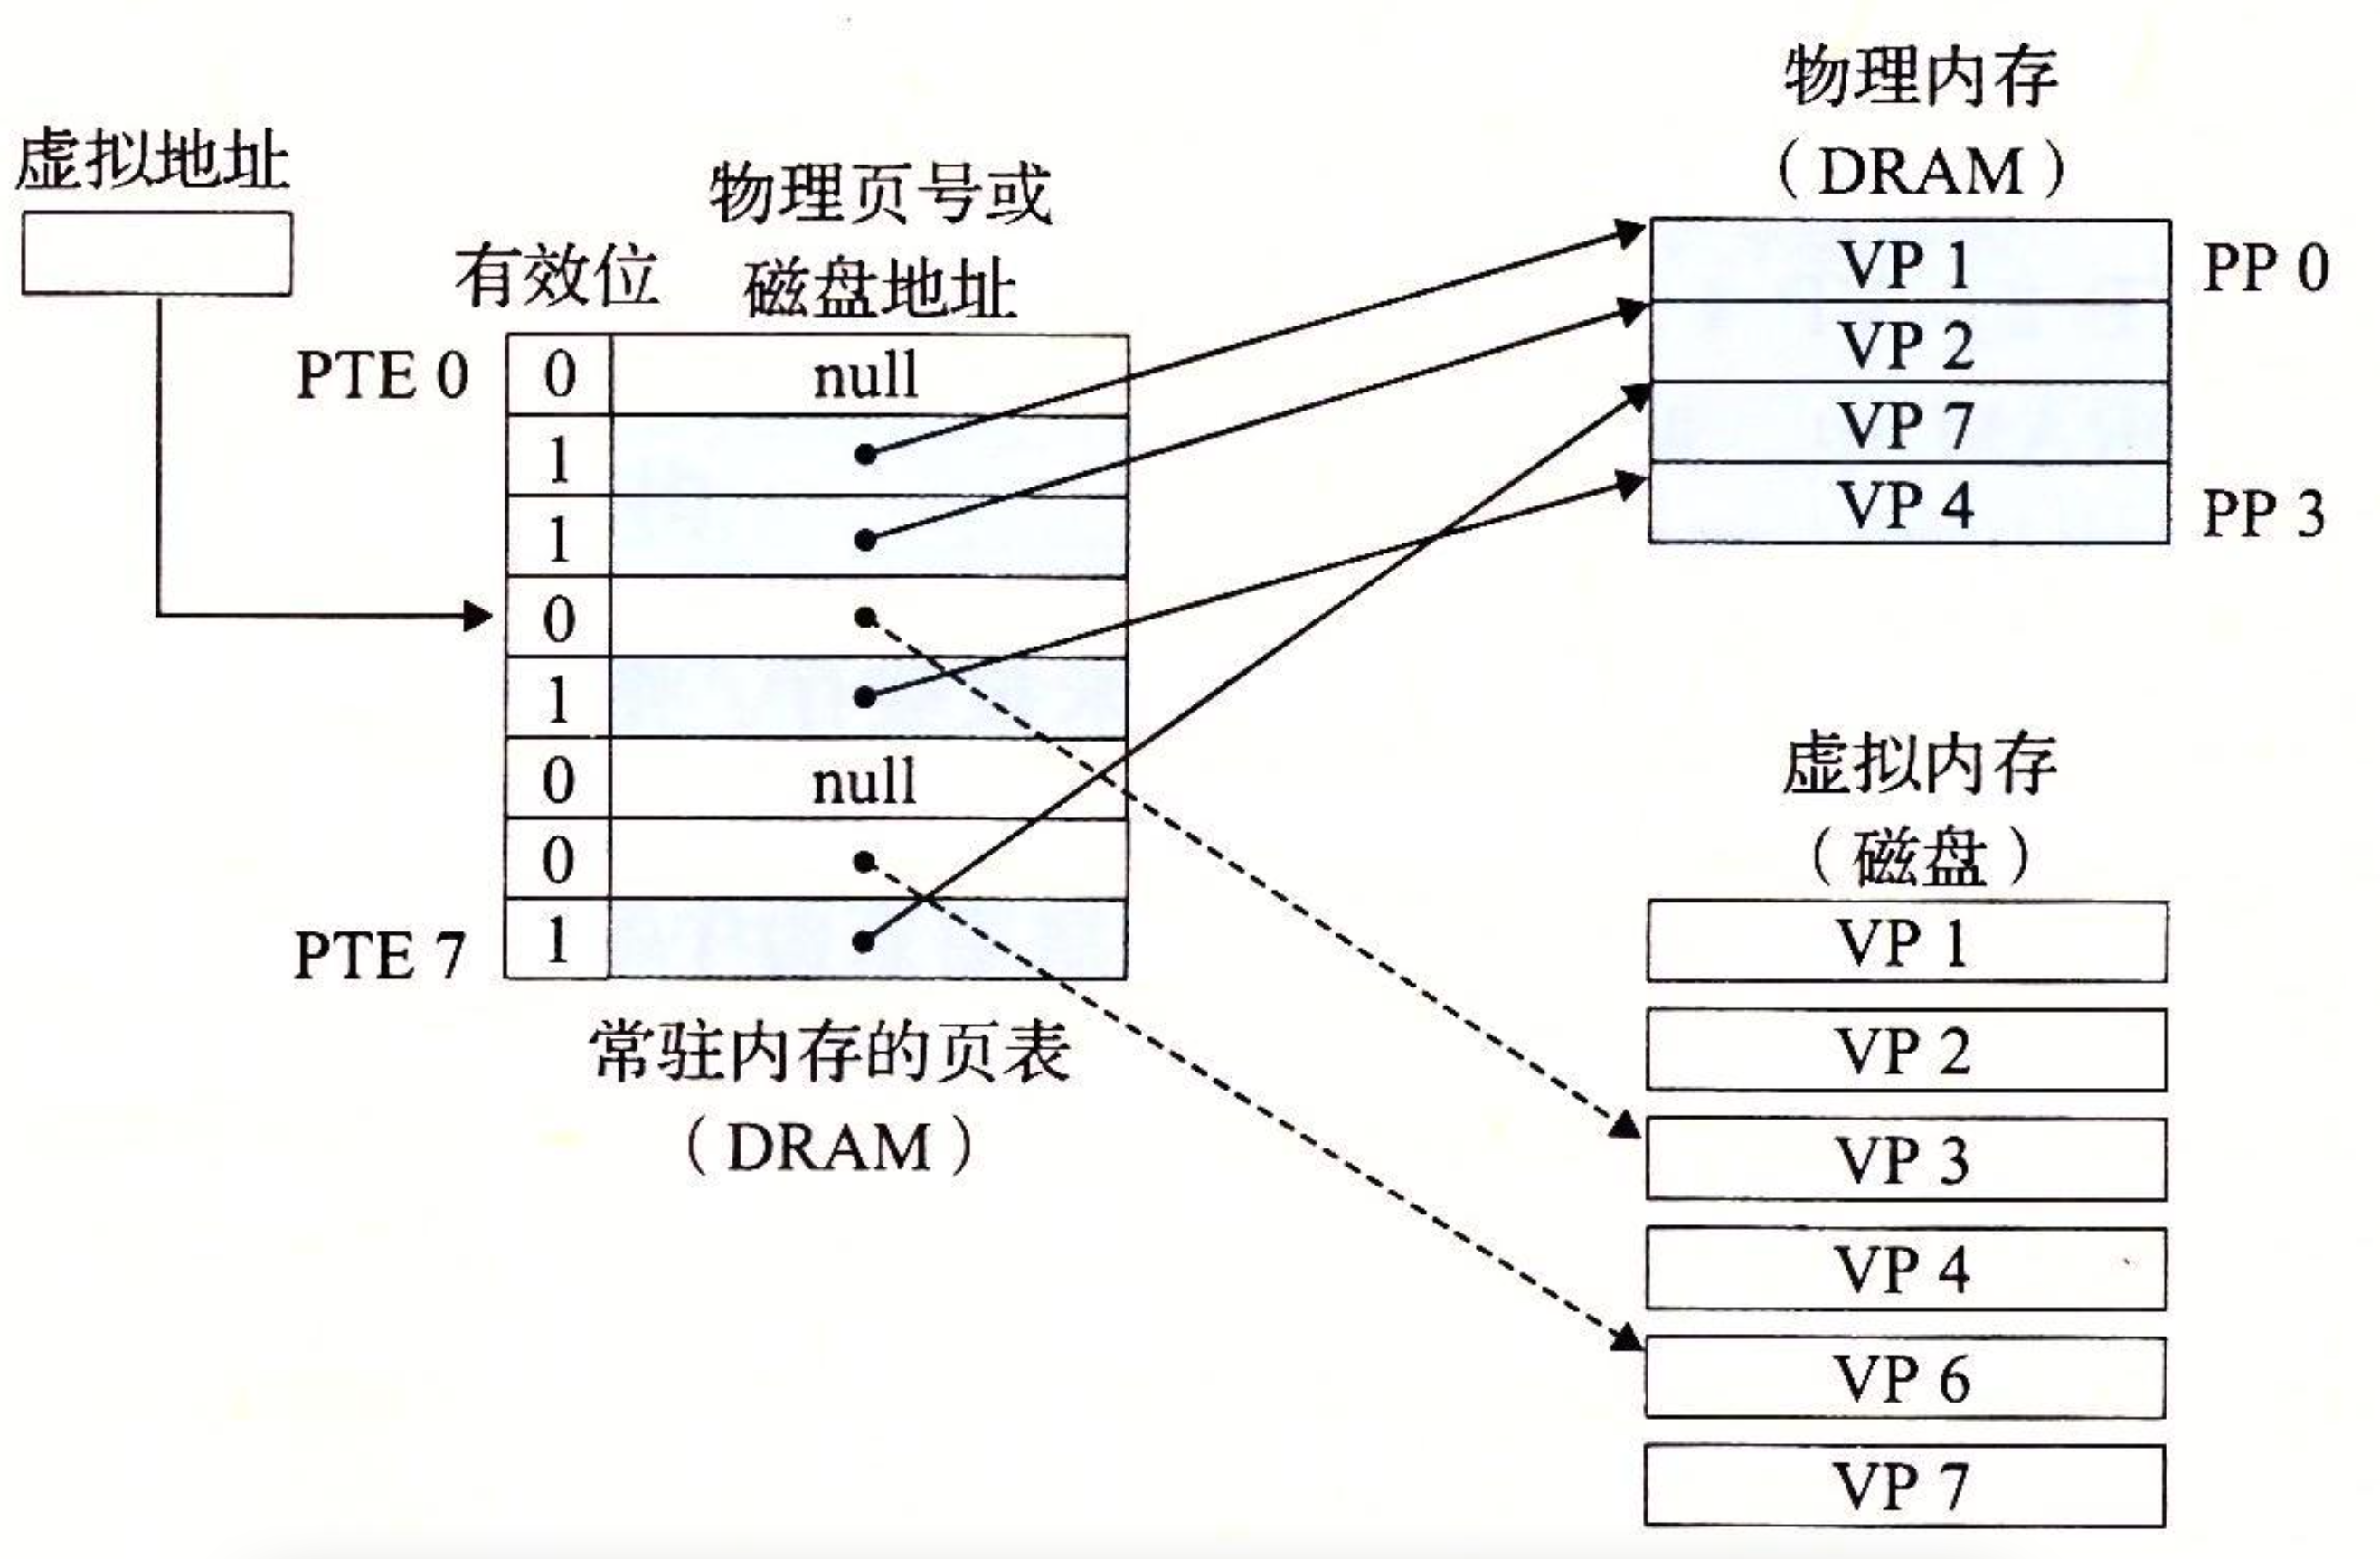 虚拟地址
有效位
物理页号或
磁盘地址
PTE 0
0
null
1
1
0
1
0
null
0
PTE 7
1
常驻内存的页表
（DRAM）
物理内存
（DRAM）
VP 1
PP 0
VP 2
VP 7
VP 4
PP 3
虚拟内存
（磁盘）
VP 1
VP 2
VP 3
VP 4
VP 6
VP 7